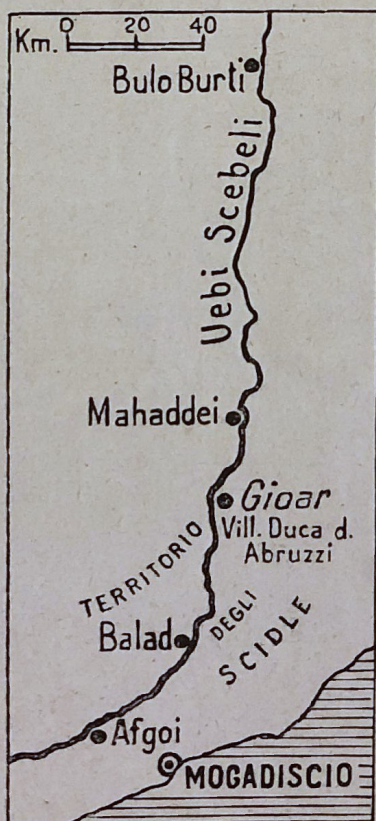 Km. 0 20 40
Bulo Burti
Uebi Scebeli
Mahaddei
Gioar
Vill. Duca d.
Abruzzi
TERRITORIO
DEGLI
SCIDLE
Balad
Afgoi
MOGADISCIO